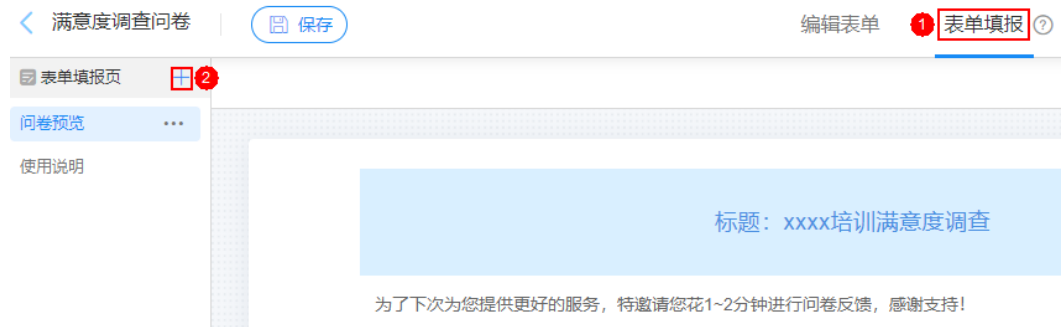 满意度调查问卷
保存
编辑表单
1
表单填报
?
表单填报页
2
问卷预览
...
使用说明
标题：xxxx培训满意度调查
为了下次为您提供更好的服务，特邀请您花1~2分钟进行问卷反馈，感谢支持！